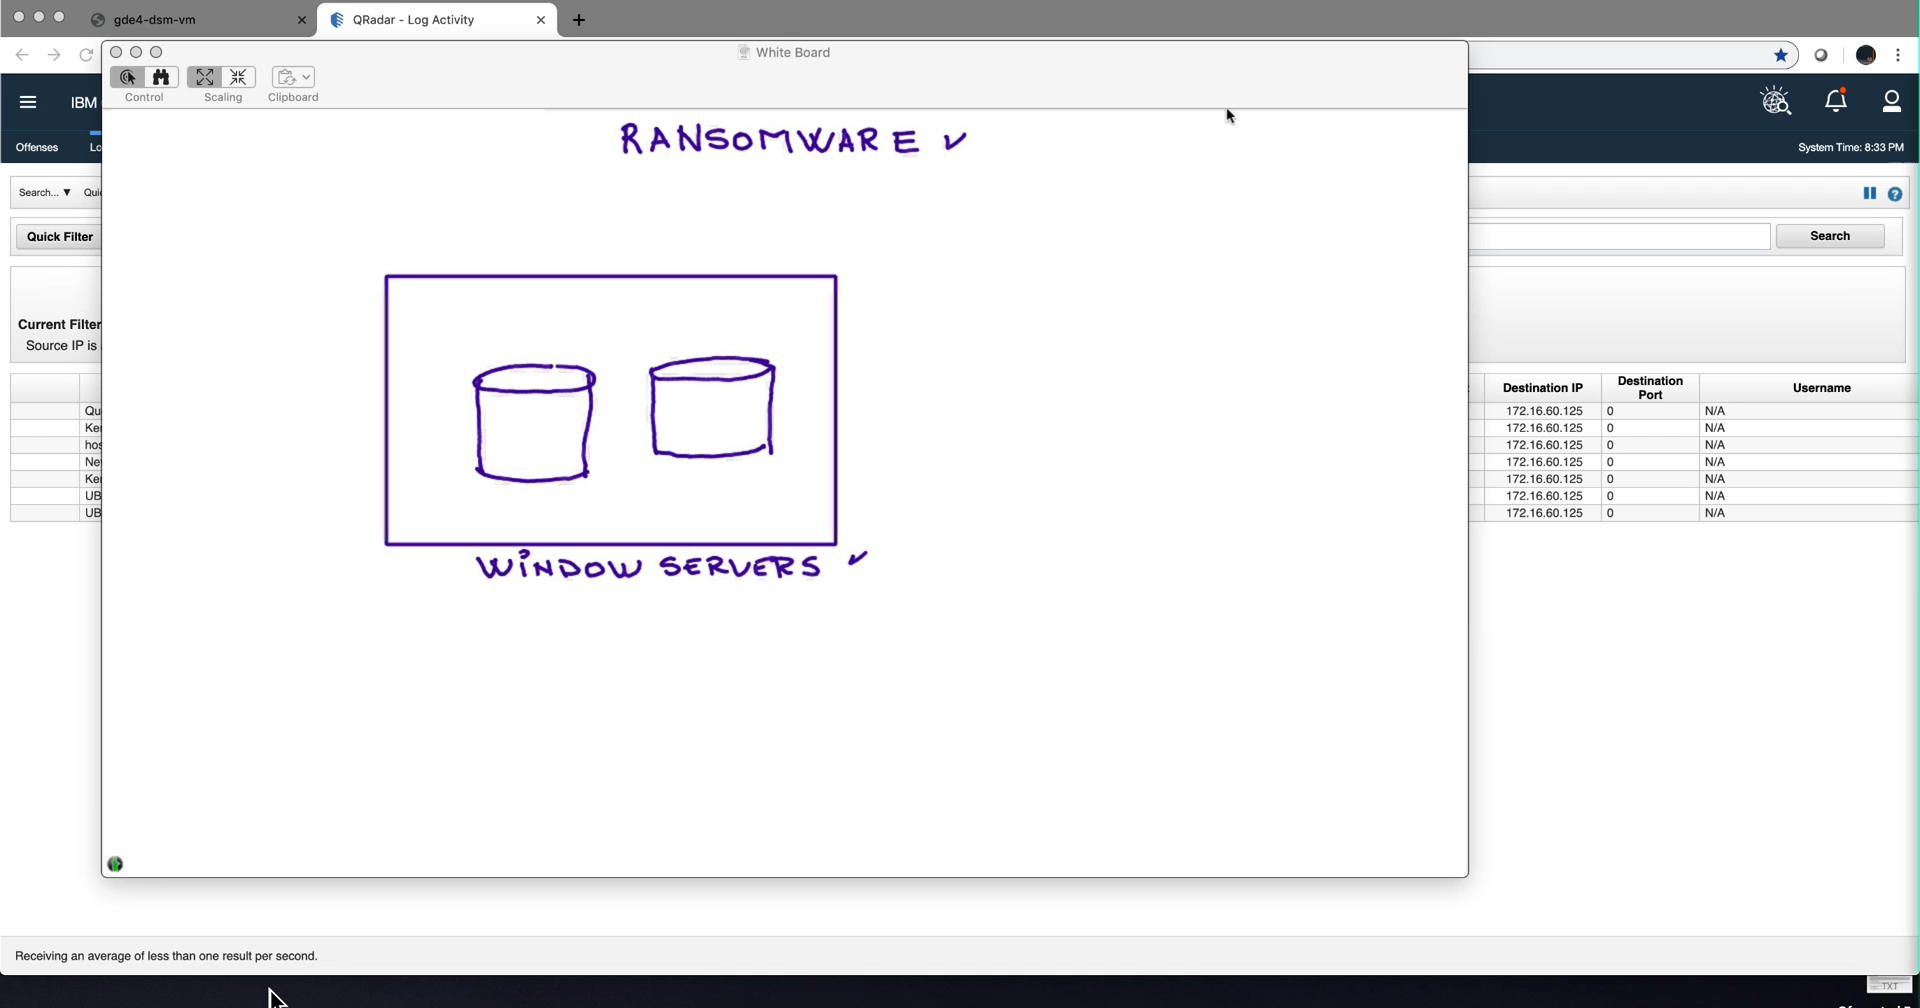 gde4-dsm-vm
QRadar - Log Activity
White Board
Control
Scaling
Clipboard
IBM
Offenses
System Time: 8:33 PM
RANSOMWARE ✓
Search... ▼
Quick Filter
Search
Current Filter
Source IP is
Destination IP Destination Port Username
172.16.60.125 0 N/A
172.16.60.125 0 N/A
172.16.60.125 0 N/A
172.16.60.125 0 N/A
172.16.60.125 0 N/A
172.16.60.125 0 N/A
172.16.60.125 0 N/A
WINDOW SERVERS ✓
Receiving an average of less than one result per second.
TXT